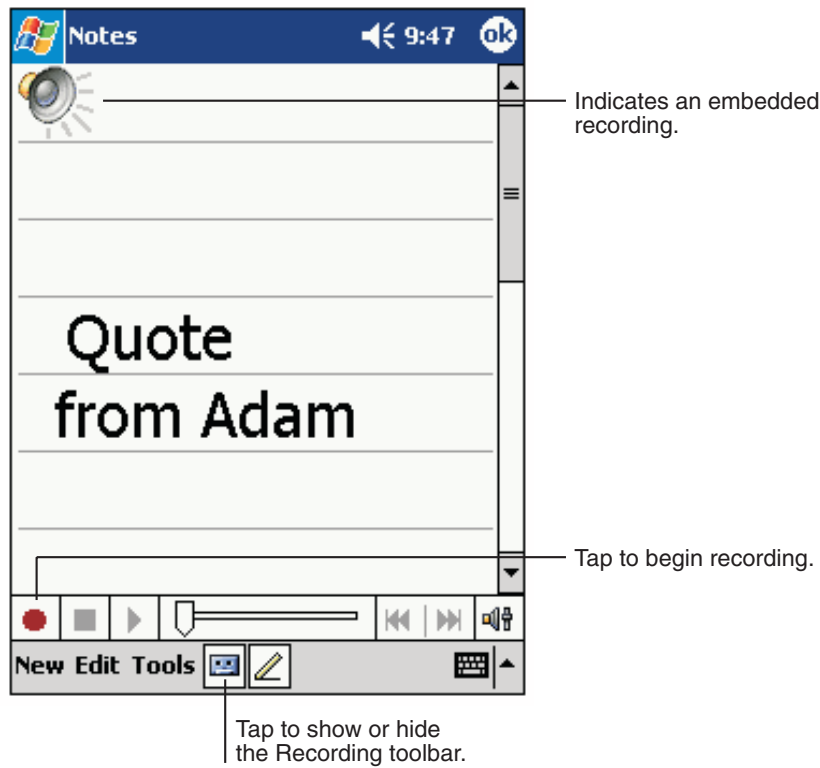 Notes 9:47 ok
Indicates an embedded
recording.
Quote
from Adam
Tap to begin recording.
New Edit Tools
Tap to show or hide
the Recording toolbar.